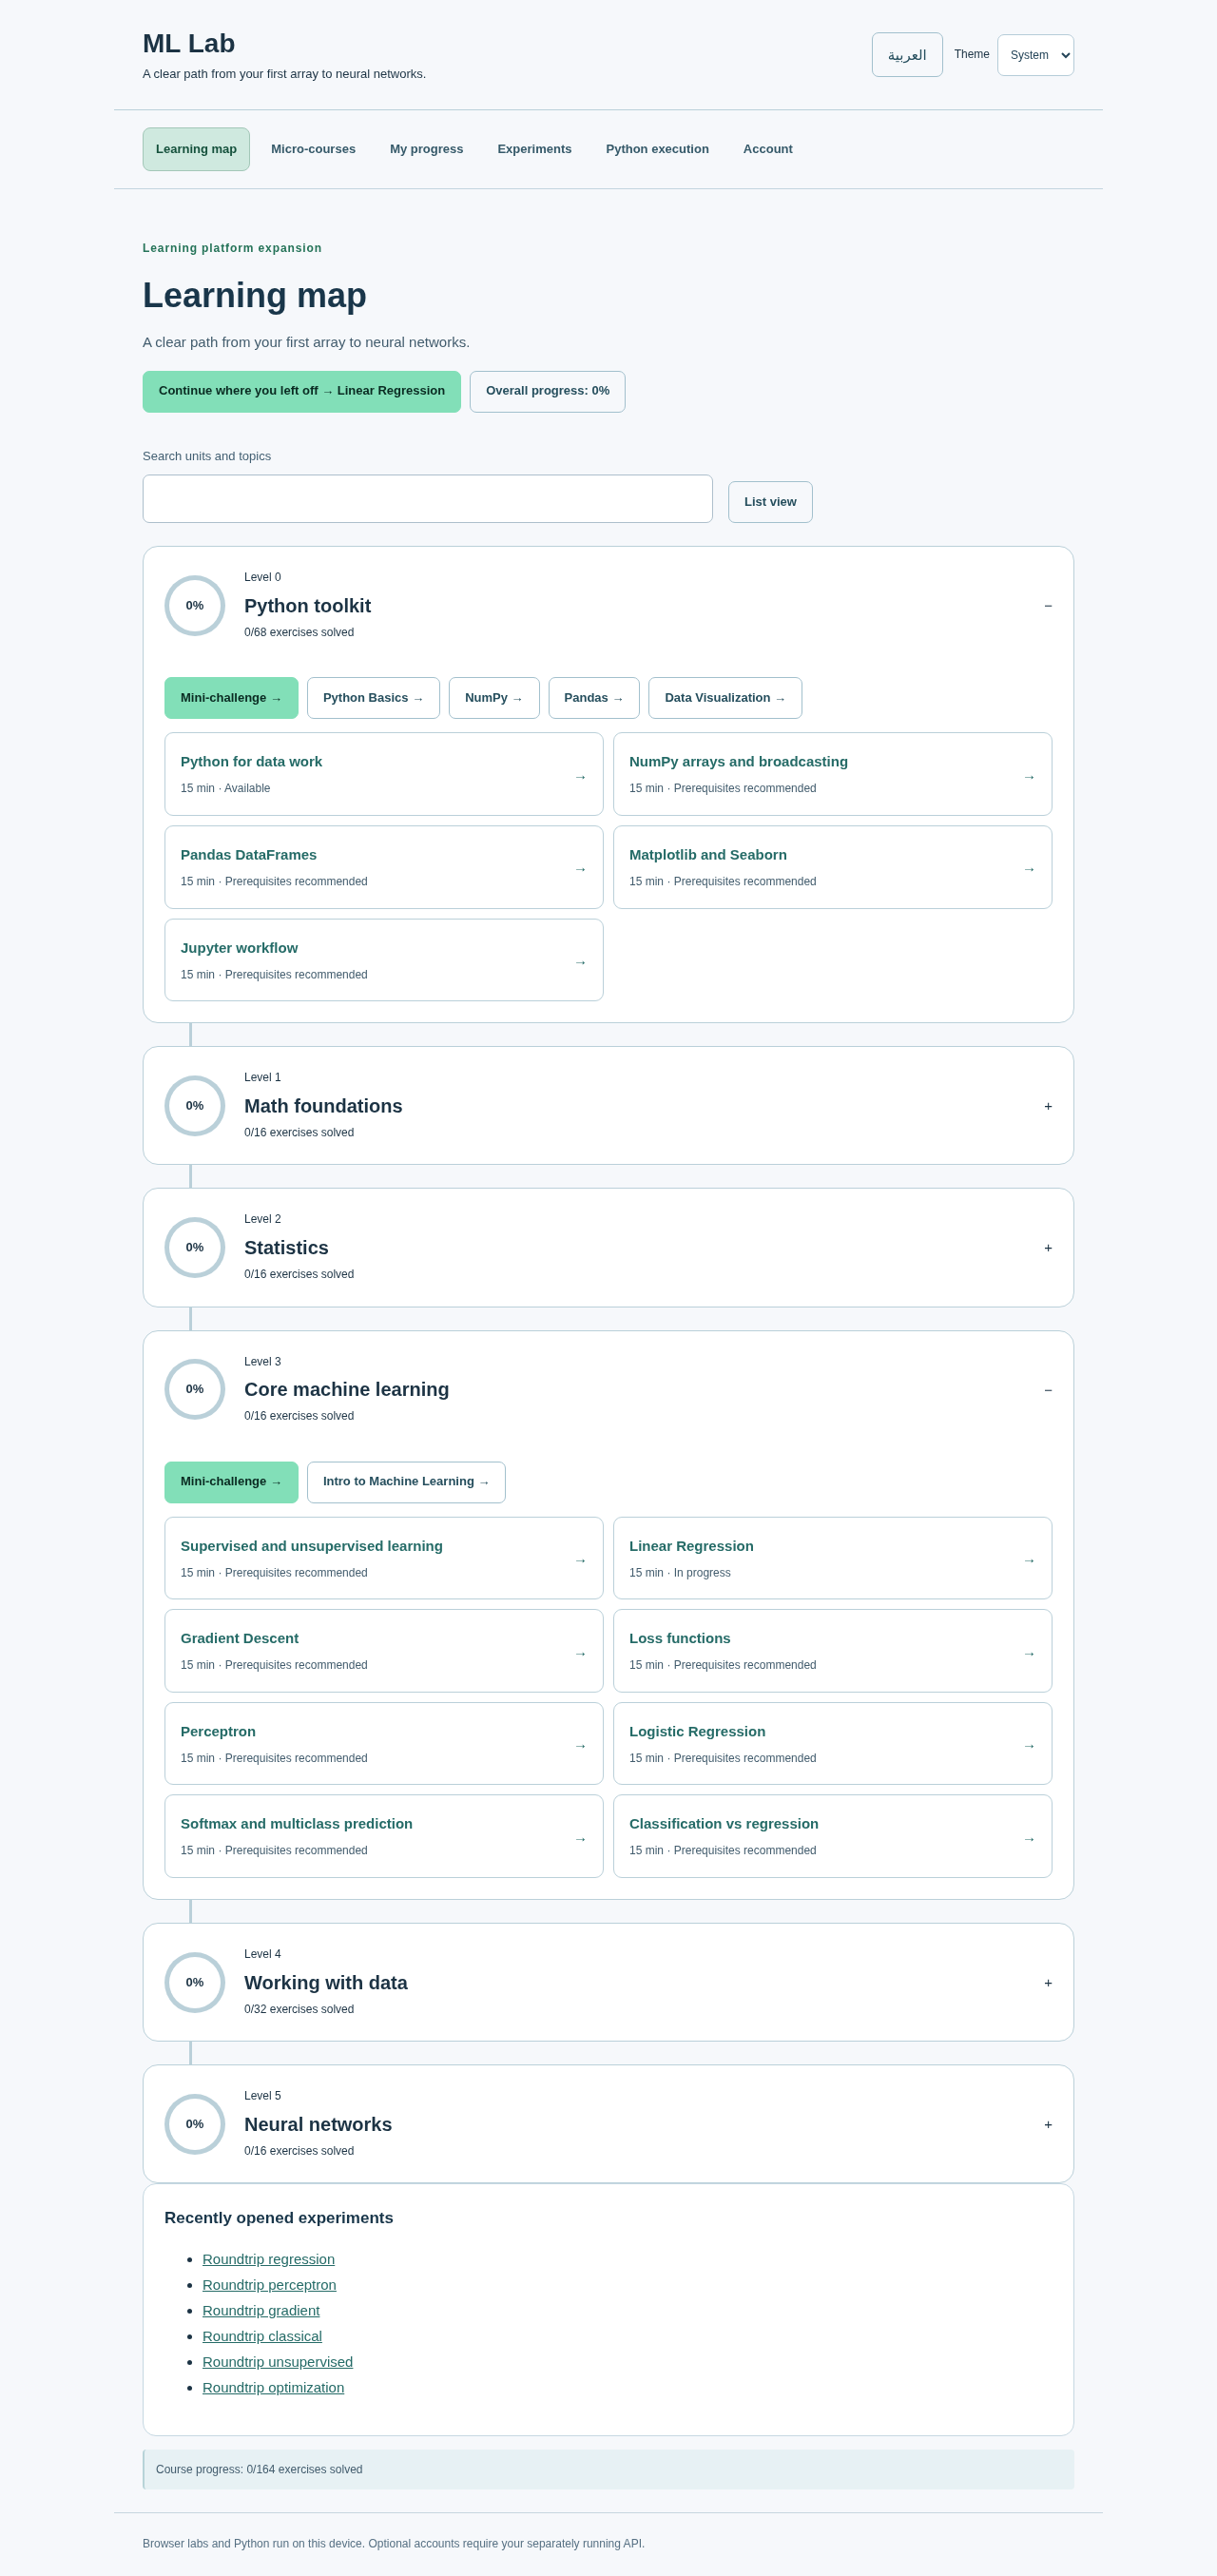 ML Lab
A clear path from your first array to neural networks.
العربية
Theme
System
Learning map
Micro-courses
My progress
Experiments
Python execution
Account
Learning platform expansion
Learning map
A clear path from your first array to neural networks.
Continue where you left off → Linear Regression
Overall progress: 0%
Search units and topics
List view
0%
Level 0
Python toolkit
0/68 exercises solved
−
Mini-challenge →
Python Basics →
NumPy →
Pandas →
Data Visualization →
Python for data work
15 min · Available
→
NumPy arrays and broadcasting
15 min · Prerequisites recommended
→
Pandas DataFrames
15 min · Prerequisites recommended
→
Matplotlib and Seaborn
15 min · Prerequisites recommended
→
Jupyter workflow
15 min · Prerequisites recommended
→
0%
Level 1
Math foundations
0/16 exercises solved
+
0%
Level 2
Statistics
0/16 exercises solved
+
0%
Level 3
Core machine learning
0/16 exercises solved
−
Mini-challenge →
Intro to Machine Learning →
Supervised and unsupervised learning
15 min · Prerequisites recommended
→
Linear Regression
15 min · In progress
→
Gradient Descent
15 min · Prerequisites recommended
→
Loss functions
15 min · Prerequisites recommended
→
Perceptron
15 min · Prerequisites recommended
→
Logistic Regression
15 min · Prerequisites recommended
→
Softmax and multiclass prediction
15 min · Prerequisites recommended
→
Classification vs regression
15 min · Prerequisites recommended
→
0%
Level 4
Working with data
0/32 exercises solved
+
0%
Level 5
Neural networks
0/16 exercises solved
+
Recently opened experiments
• Roundtrip regression
• Roundtrip perceptron
• Roundtrip gradient
• Roundtrip classical
• Roundtrip unsupervised
• Roundtrip optimization
Course progress: 0/164 exercises solved
Browser labs and Python run on this device. Optional accounts require your separately running API.